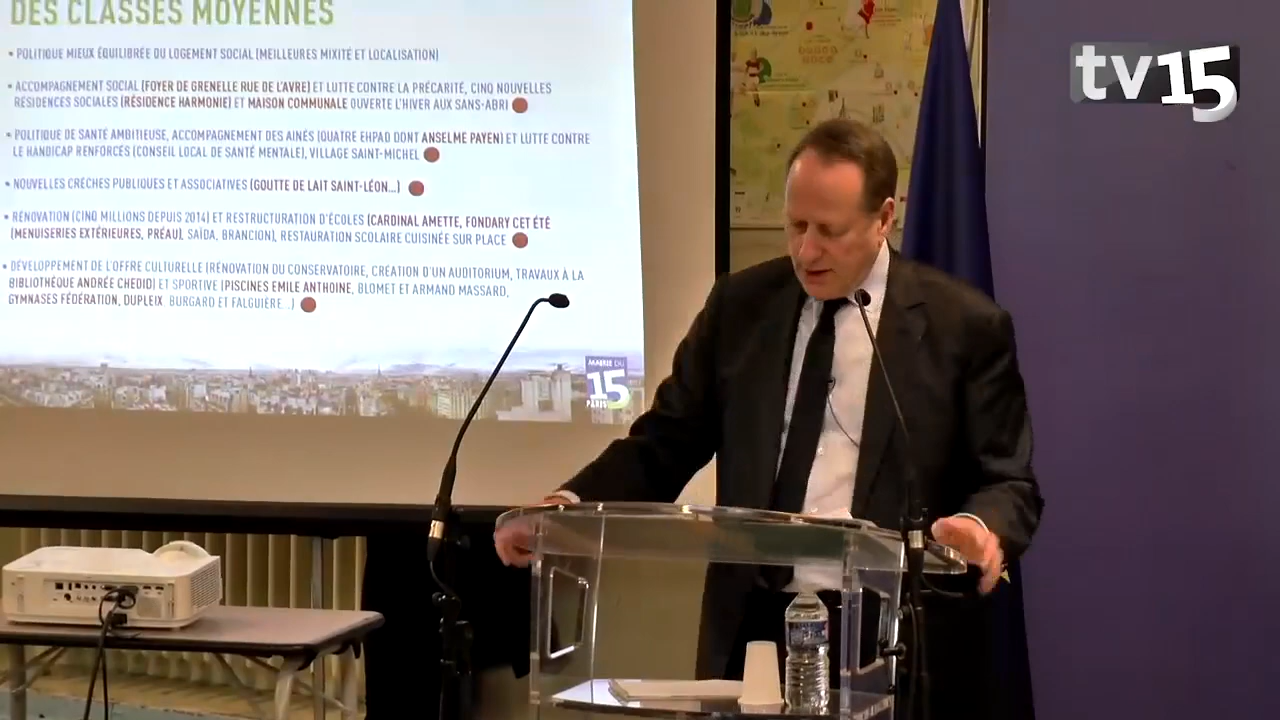 DES CLASSES MOYENNES
• POLITIQUE MIEUX ÉQUILIBRÉE DU LOGEMENT SOCIAL (MEILLEURES MIXITÉ ET LOCALISATION)
• ACCOMPAGNEMENT SOCIAL (FOYER DE GRENELLE RUE DE L'AVRE) ET LUTTE CONTRE LA PRÉCARITÉ, CINQ NOUVELLES
RÉSIDENCES SOCIALES (RÉSIDENCE HARMONIE) ET MAISON COMMUNALE OUVERTE L'HIVER AUX SANS-ABRI
• POLITIQUE DE SANTÉ AMBITIEUSE, ACCOMPAGNEMENT DES AINÉS (QUATRE EHPAD DONT ANSELME PAYEN) ET LUTTE CONTRE
LE HANDICAP RENFORCÉS (CONSEIL LOCAL DE SANTÉ MENTALE), VILLAGE SAINT-MICHEL
• NOUVELLES CRÈCHES PUBLIQUES ET ASSOCIATIVES (GOUTTE DE LAIT SAINT-LÉON...)
• RÉNOVATION (CINQ MILLIONS DEPUIS 2014) ET RESTRUCTURATION D'ÉCOLES (CARDINAL AMETTE, FONDARY CET ÉTÉ
(MENUISERIES EXTÉRIEURES, PRÉAU), SAÏDA, BRANCION), RESTAURATION SCOLAIRE CUISINÉE SUR PLACE
• DÉVELOPPEMENT DE L'OFFRE CULTURELLE (RÉNOVATION DU CONSERVATOIRE, CRÉATION D'UN AUDITORIUM, TRAVAUX À LA
BIBLIOTHÈQUE ANDRÉE CHEDID) ET SPORTIVE (PISCINES EMILE ANTHOINE, BLOMET ET ARMAND MASSARD,
GYMNASES FÉDÉRATION, DUPLEIX, BURGARD ET FALGUIÈRE...)
MAIRIE DU
15
PARIS
tv15